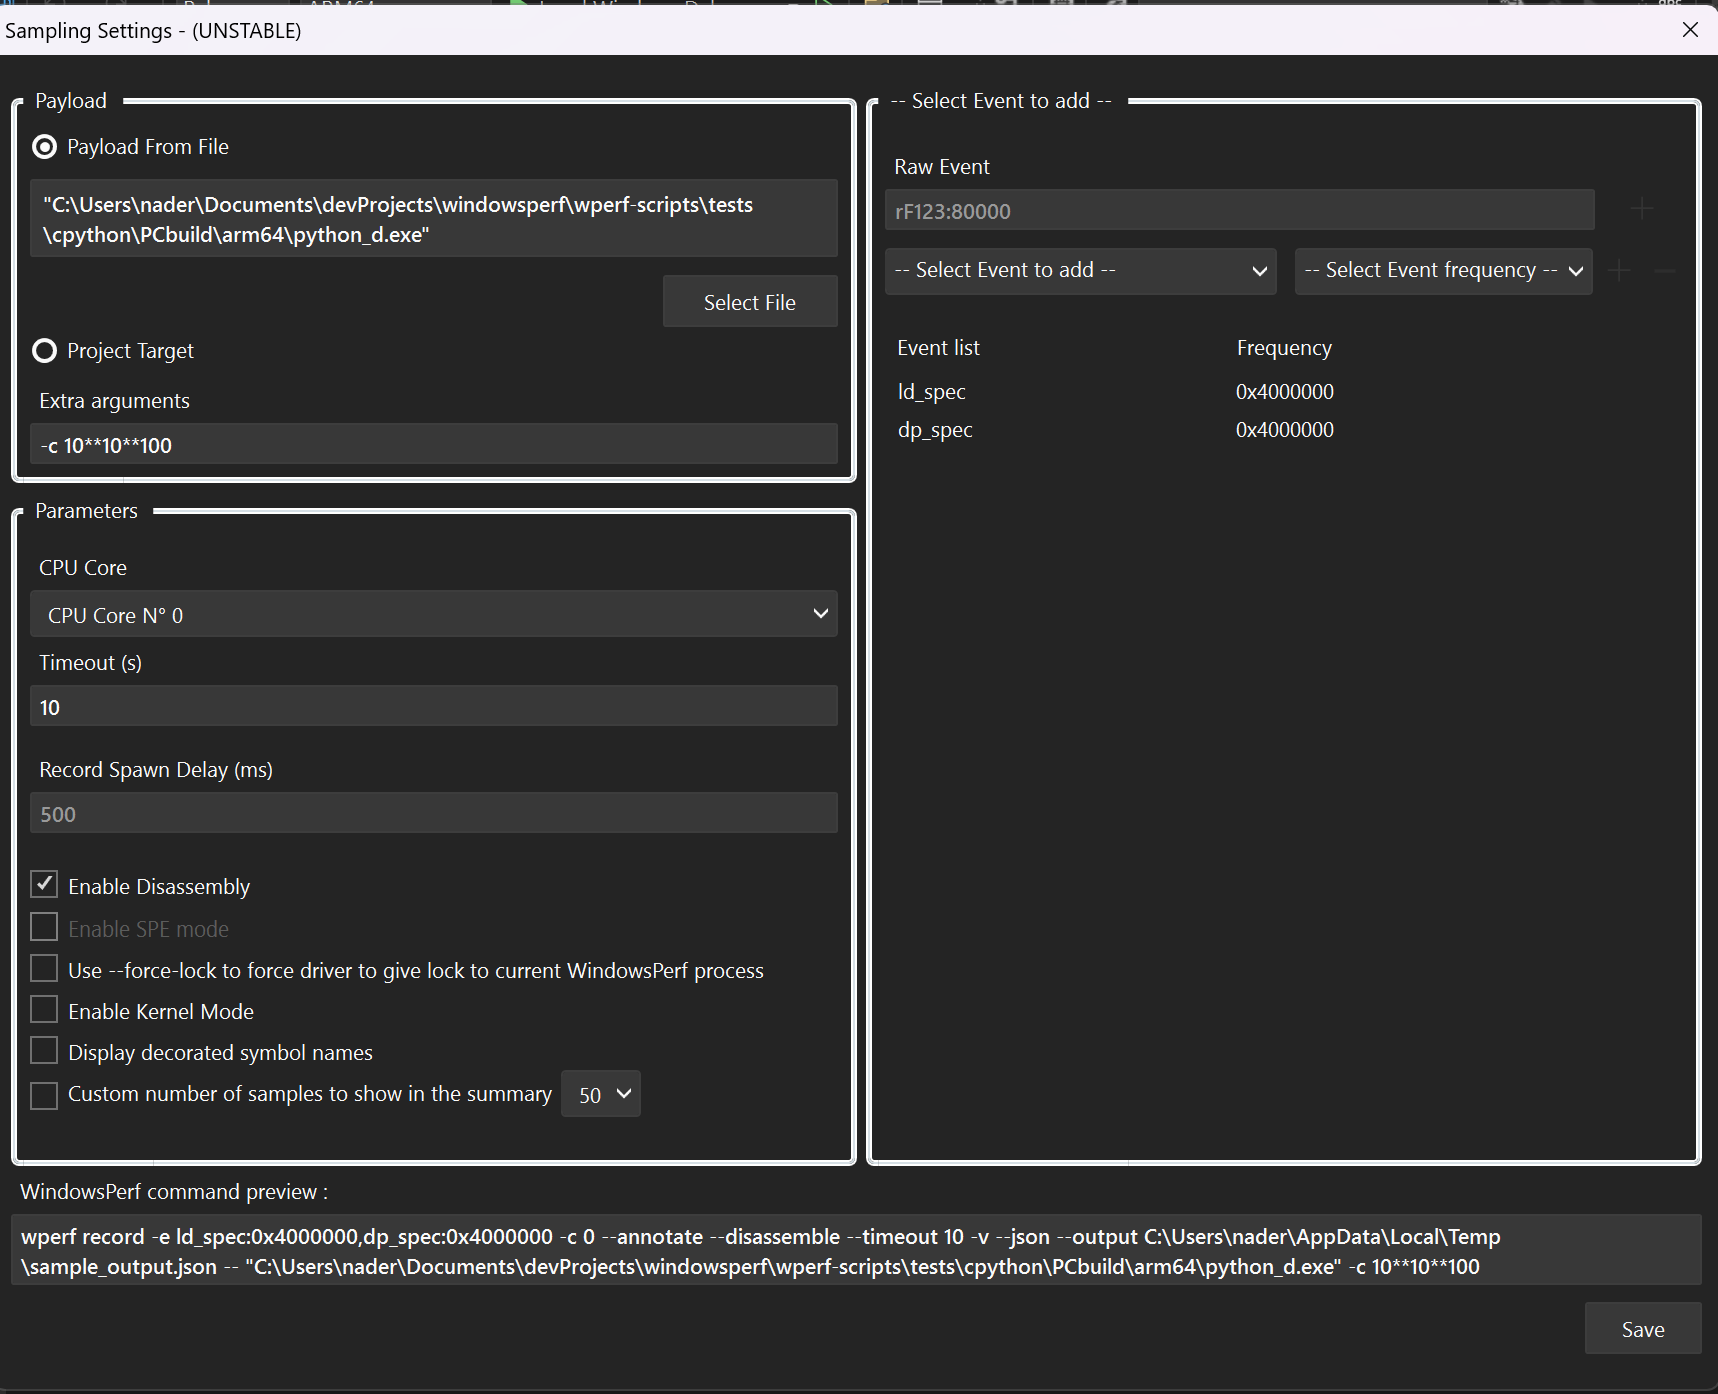 Sampling Settings - (UNSTABLE)
Payload
Payload From File
"C:\Users\nader\Documents\devProjects\windowsperf\wperf-scripts\tests
\cpython\PCbuild\arm64\python_d.exe"
Select File
Project Target
Extra arguments
-c 10**10**100
Parameters
CPU Core
CPU Core N° 0
Timeout (s)
10
Record Spawn Delay (ms)
500
Enable Disassembly
Enable SPE mode
Use --force-lock to force driver to give lock to current WindowsPerf process
Enable Kernel Mode
Display decorated symbol names
Custom number of samples to show in the summary 50
-- Select Event to add --
Raw Event
rF123:80000
-- Select Event to add -- -- Select Event frequency --
Event list Frequency
ld_spec 0x4000000
dp_spec 0x4000000
WindowsPerf command preview :
wperf record -e ld_spec:0x4000000,dp_spec:0x4000000 -c 0 --annotate --disassemble --timeout 10 -v --json --output C:\Users\nader\AppData\Local\Temp
\sample_output.json -- "C:\Users\nader\Documents\devProjects\windowsperf\wperf-scripts\tests\cpython\PCbuild\arm64\python_d.exe" -c 10**10**100
Save